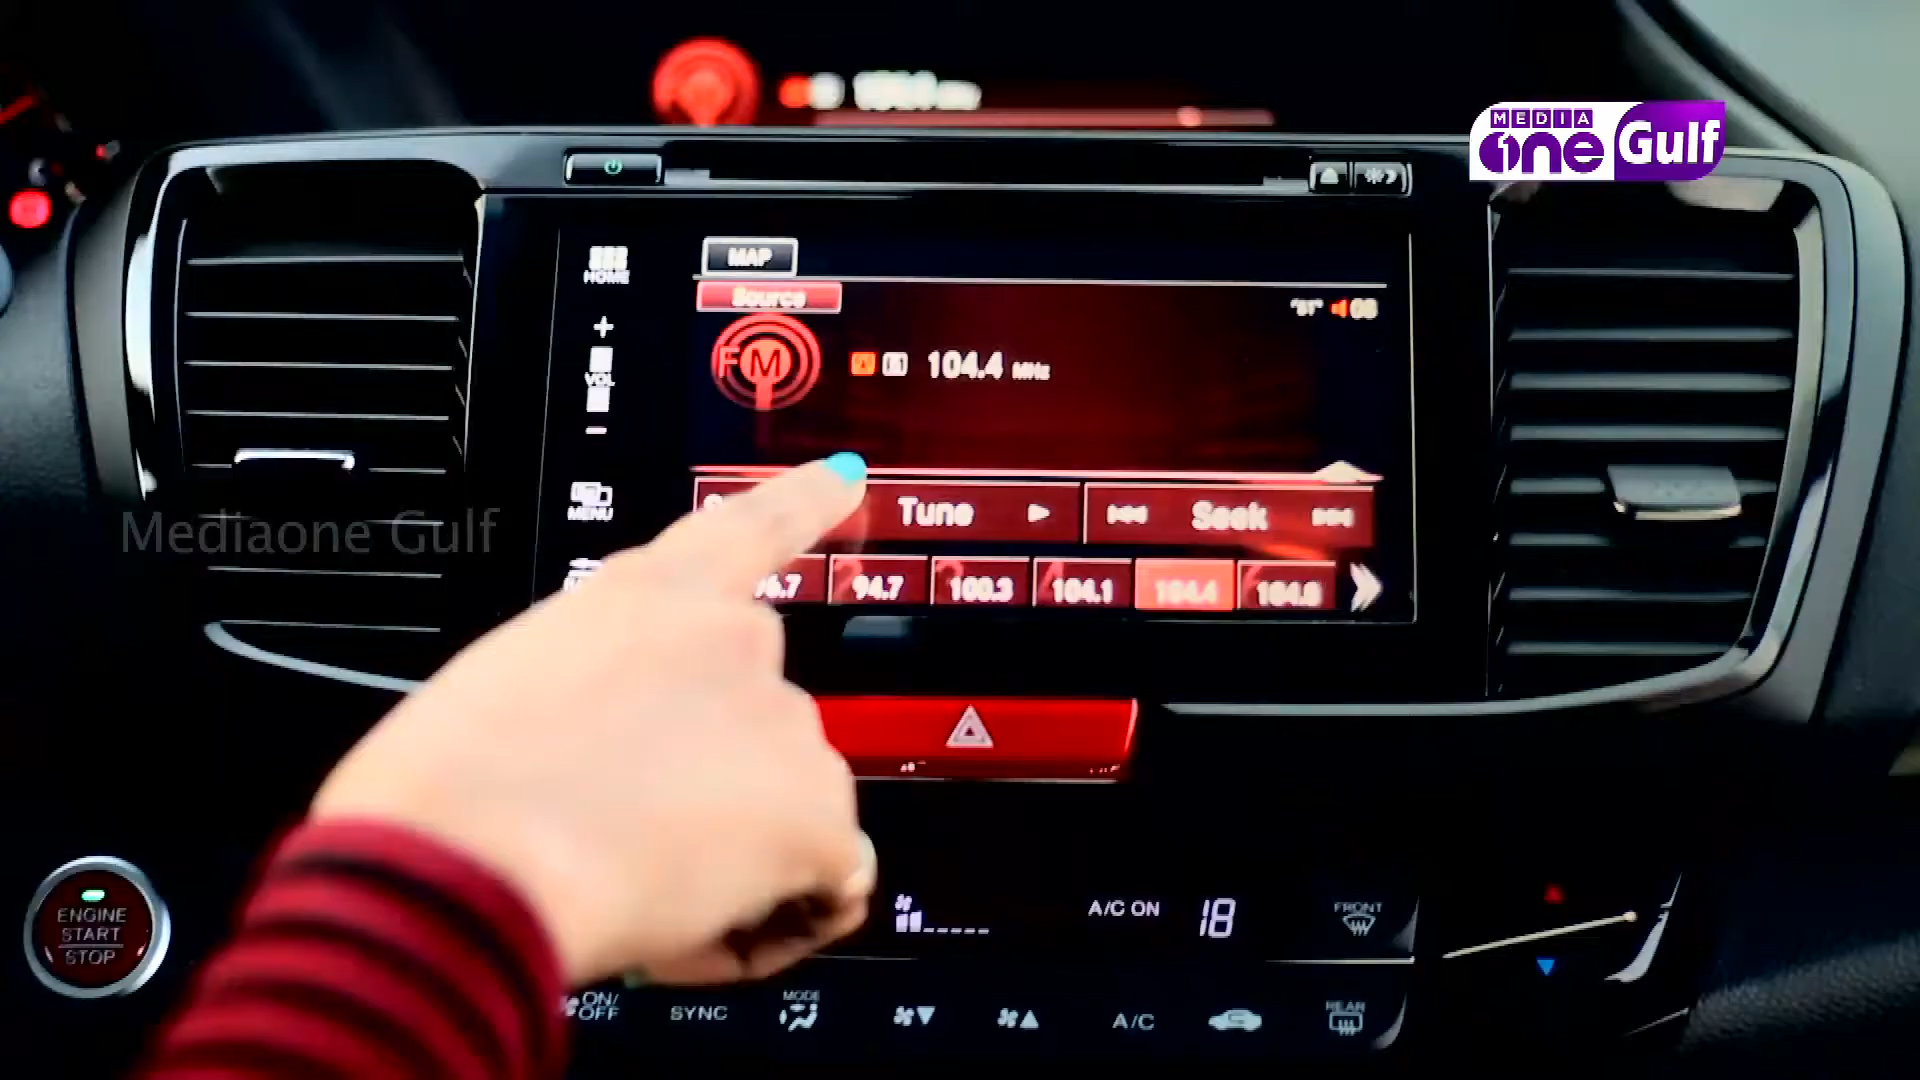 MEDIA
one Gulf
HOME
MAP
Source
08
+
VOL
FM
104.4 MHz
MENU
Tune
Seek
94.7
100.3
104.1
104.4
104.8
Mediaone Gulf
ENGINE
START
STOP
A/C ON
18
FRONT
ON/
OFF
SYNC
MODE
A/C
REAR